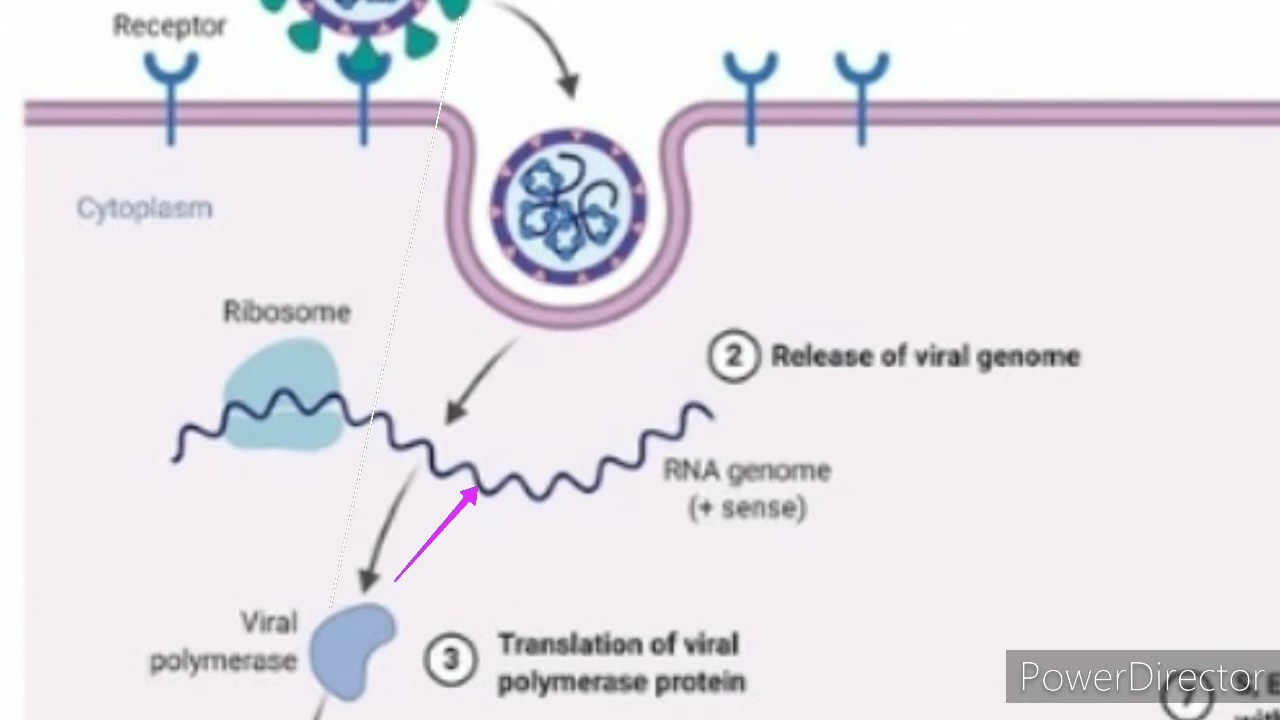 Receptor
Cytoplasm
Ribosome
2 Release of viral genome
RNA genome
(+ sense)
Viral
polymerase
3 Translation of viral
polymerase protein
PowerDirector
7